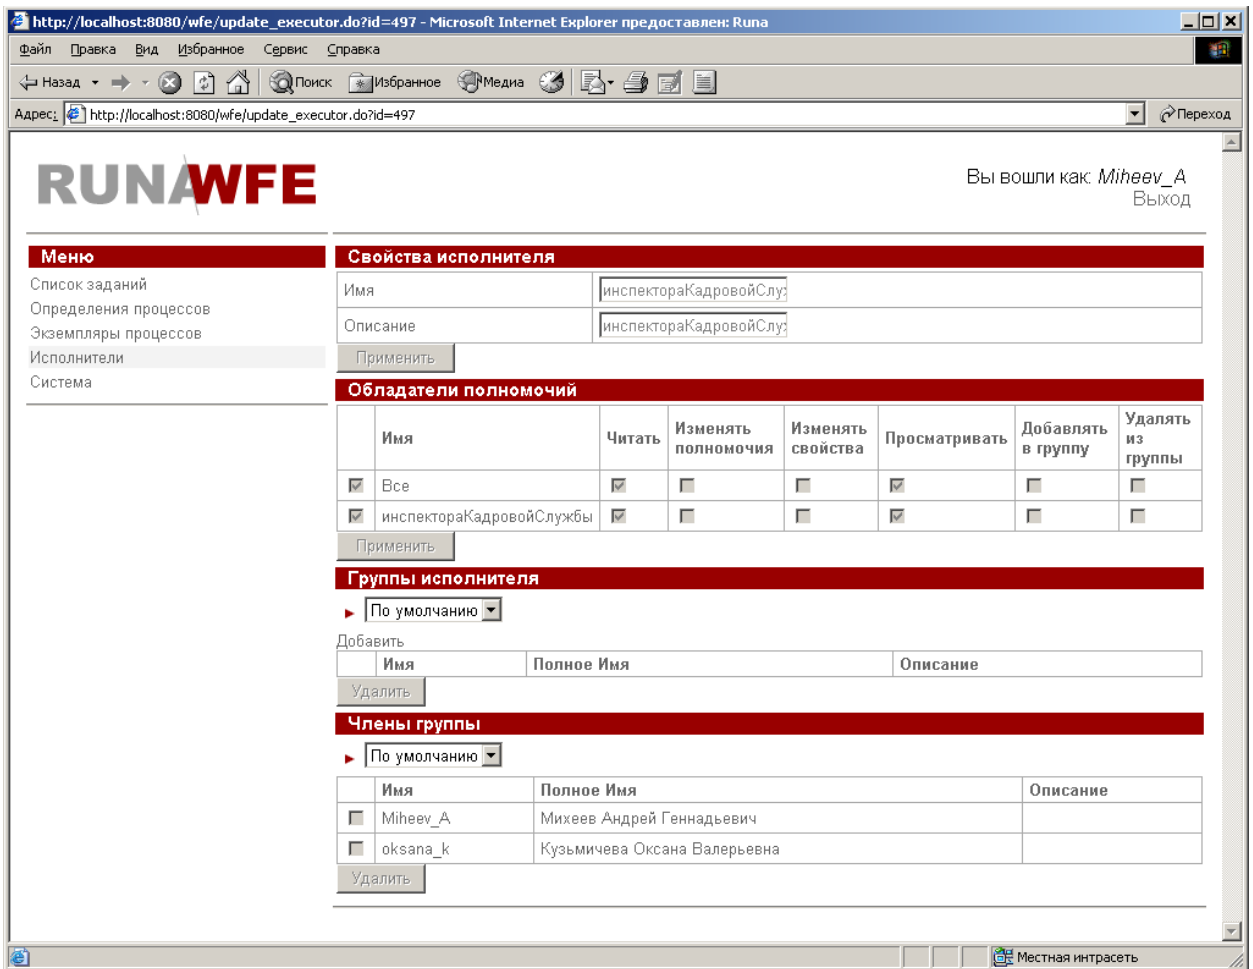 http://localhost:8080/wfe/update_executor.do?id=497 - Microsoft Internet Explorer предоставлен: Runa
Файл Правка Вид Избранное Сервис Справка
Назад Поиск Избранное Медиа
Адрес: http://localhost:8080/wfe/update_executor.do?id=497 Переход
RUNAWFE
Вы вошли как: Miheev_A
Выход
Меню
Список заданий
Определения процессов
Экземпляры процессов
Исполнители
Система
Свойства исполнителя
Имя инспектораКадровойСлуж
Описание инспектораКадровойСлуж
Применить
Обладатели полномочий
Имя Читать Изменять полномочия Изменять свойства Просматривать Добавлять в группу Удалять из группы
Все
инспектораКадровойСлужбы
Применить
Группы исполнителя
По умолчанию
Добавить
Имя Полное Имя Описание
Удалить
Члены группы
По умолчанию
Имя Полное Имя Описание
Miheev_A Михеев Андрей Геннадьевич
oksana_k Кузьмичева Оксана Валерьевна
Удалить
Местная интрасеть